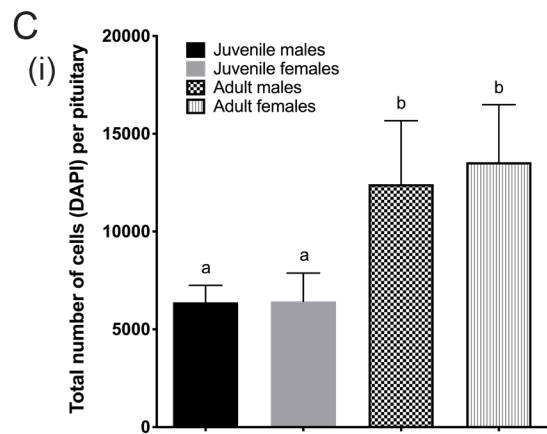 C
(i)
Total number of cells (DAPI) per pituitary
20000
15000
10000
5000
0
Juvenile males
Juvenile females
Adult males
Adult females
a
a
b
b